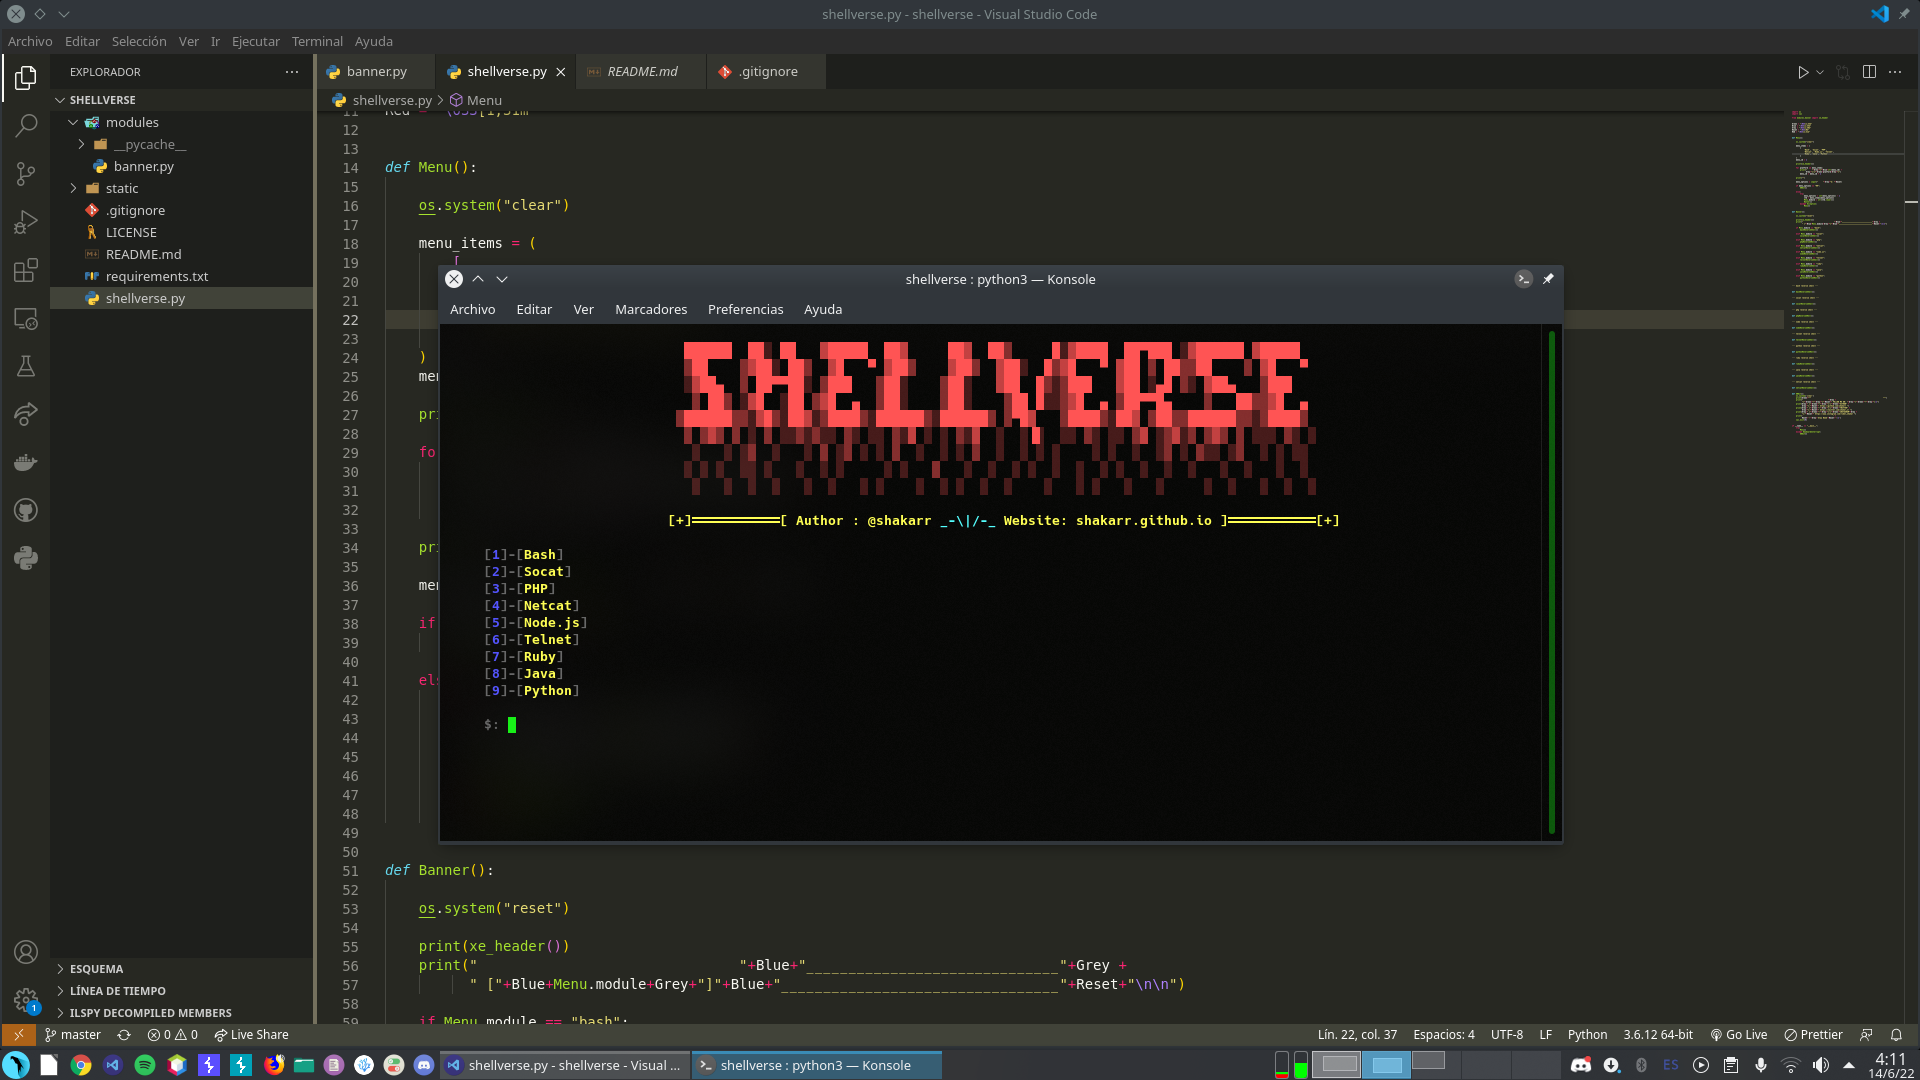 shellverse.py - shellverse - Visual Studio Code
Archivo Editar Selección Ver Ir Ejecutar Terminal Ayuda
EXPLORADOR
SHELLVERSE
modules
__pycache__
banner.py
static
.gitignore
LICENSE
README.md
requirements.txt
shellverse.py
ESQUEMA
LÍNEA DE TIEMPO
ILSPY DECOMPILED MEMBERS
banner.py shellverse.py README.md .gitignore
shellverse.py > Menu
12
13
14 def Menu():
15
16 os.system("clear")
17
18 menu_items = (
19 [
20
21
22
23
24 )
25 men
26
27 pri
28
29 fo
30
31
32
33
34 pri
35
36 men
37
38 if
39
40
41 els
42
43
44
45
46
47
48
49
50
51 def Banner():
52
53 os.system("reset")
54
55 print(xe_header())
56 print(" "+Blue+"______________________________"+Grey +
57 " ["+Blue+Menu.module+Grey+"]"+Blue+"_________________________________"+Reset+"\n\n")
58
59 if Menu.module == "bash":
shellverse : python3 — Konsole
Archivo Editar Ver Marcadores Preferencias Ayuda
SHELLVERSE
[+]═══════════[ Author : @shakarr _-\|/-_ Website: shakarr.github.io ]═══════════[+]
[1]-[Bash]
[2]-[Socat]
[3]-[PHP]
[4]-[Netcat]
[5]-[Node.js]
[6]-[Telnet]
[7]-[Ruby]
[8]-[Java]
[9]-[Python]
$:
1
master 0 0 Live Share Lín. 22, col. 37 Espacios: 4 UTF-8 LF Python 3.6.12 64-bit Go Live Prettier
shellverse.py - shellverse - Visual ... shellverse : python3 — Konsole ES 4:11
14/6/22